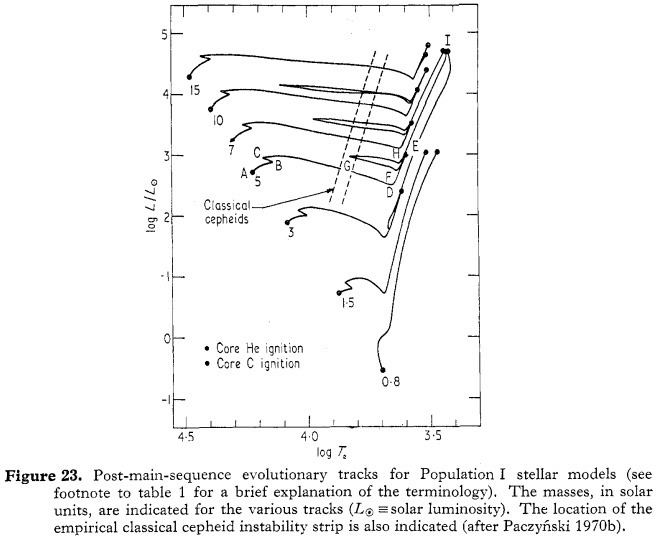 5
4
3
2
1
0
-1
log L/L⊙
I
15
10
7
C
A
5
B
G
H
E
F
D
Classical
cepheids
3
1·5
0·8
• Core He ignition
• Core C ignition
4·5
4·0
3·5
log Tₑ
Figure 23. Post-main-sequence evolutionary tracks for Population I stellar models (see
footnote to table 1 for a brief explanation of the terminology). The masses, in solar
units, are indicated for the various tracks (L⊙ ≡ solar luminosity). The location of the
empirical classical cepheid instability strip is also indicated (after Paczyński 1970b).